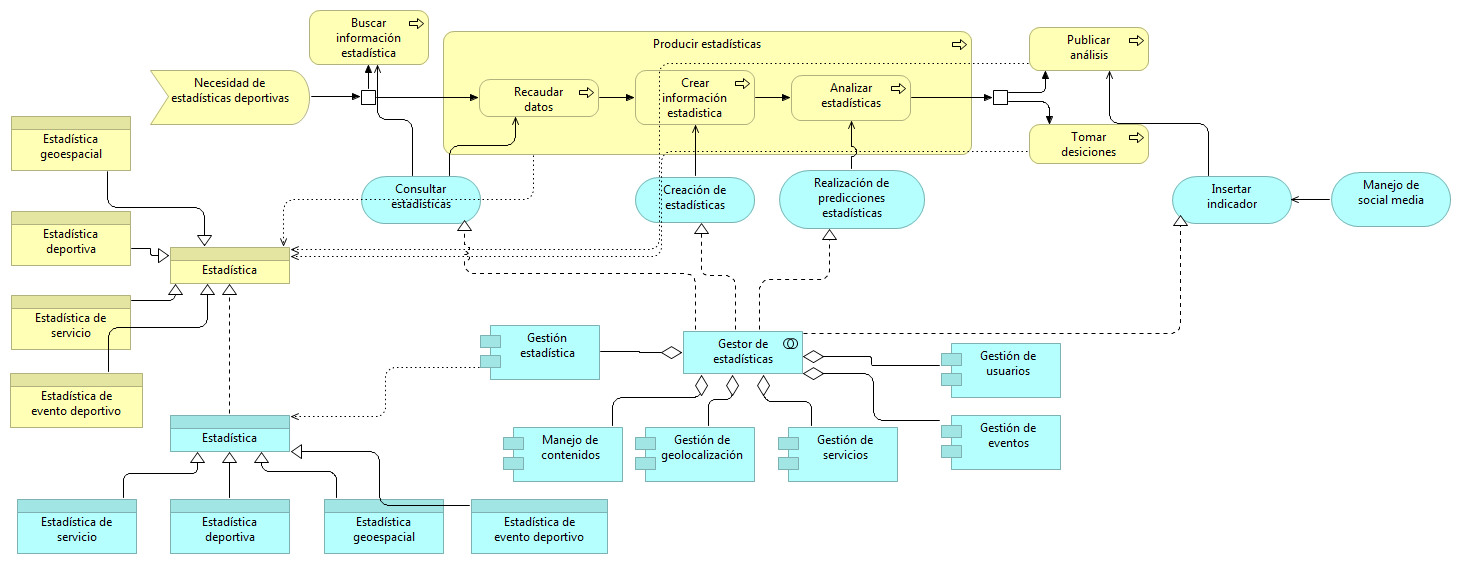 Buscar
información
estadística
Producir estadísticas
Publicar
análisis
Necesidad de
estadísticas deportivas
Recaudar
datos
Crear
información
estadistica
Analizar
estadísticas
Tomar
desiciones
Estadística
geoespacial
Consultar
estadísticas
Creación de
estadísticas
Realización de
predicciones
estadísticas
Insertar
indicador
Manejo de
social media
Estadística
deportiva
Estadística
Estadística de
servicio
Gestión
estadística
Gestor de
estadísticas
Gestión de
usuarios
Estadística de
evento deportivo
Estadística
Manejo de
contenidos
Gestión de
geolocalización
Gestión de
servicios
Gestión de
eventos
Estadística de
servicio
Estadística
deportiva
Estadística
geoespacial
Estadística de
evento deportivo